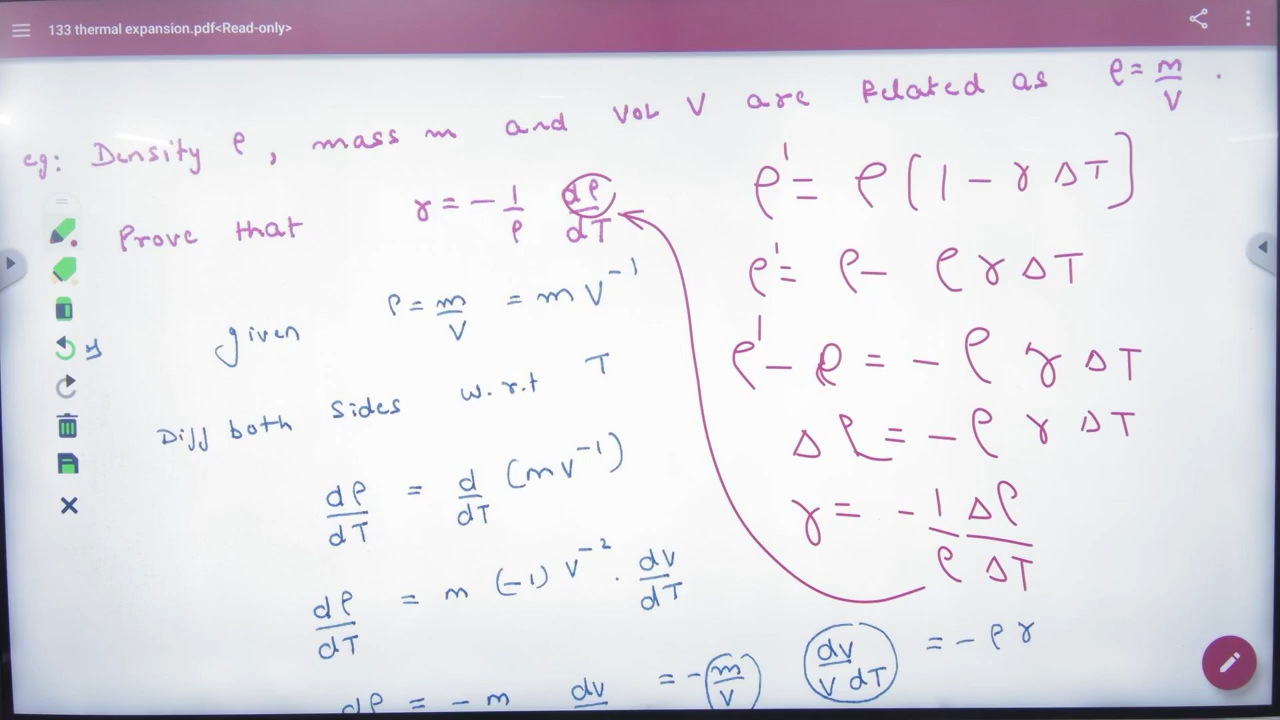 133 thermal expansion.pdf<Read-only>
eg: Density ρ, mass m and vol V are Related as ρ = m/V .
Prove that γ = - 1/ρ dρ/dT
given ρ = m/V = m V⁻¹
Diff both sides w.r.t T
dρ/dT = d/dT (m v⁻¹)
dρ/dT = m (-1) v⁻² . dv/dT
dρ = - m dv = - m/V dv/V dT = - ρ γ
ρ' = ρ [1 - γ ΔT]
ρ' = ρ - ρ γ ΔT
ρ' - ρ = - ρ γ ΔT
Δρ = - ρ γ ΔT
γ = - 1/ρ Δρ/ΔT